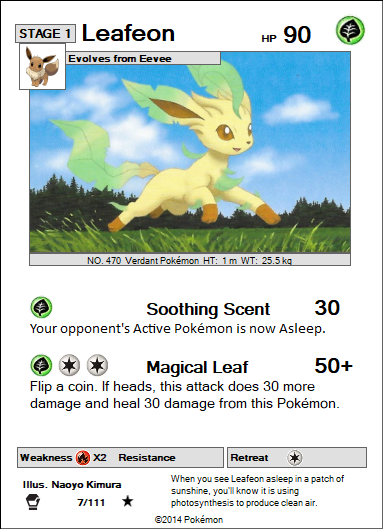 STAGE 1 Leafeon HP 90
Evolves from Eevee
NO. 470 Verdant Pokémon HT: 1 m WT: 25.5 kg
Soothing Scent 30
Your opponent's Active Pokémon is now Asleep.
Magical Leaf 50+
Flip a coin. If heads, this attack does 30 more
damage and heal 30 damage from this Pokémon.
Weakness X2 Resistance Retreat
Illus. Naoyo Kimura
7/111 ★
When you see Leafeon asleep in a patch of
sunshine, you'll know it is using
photosynthesis to produce clean air.
©2014 Pokémon